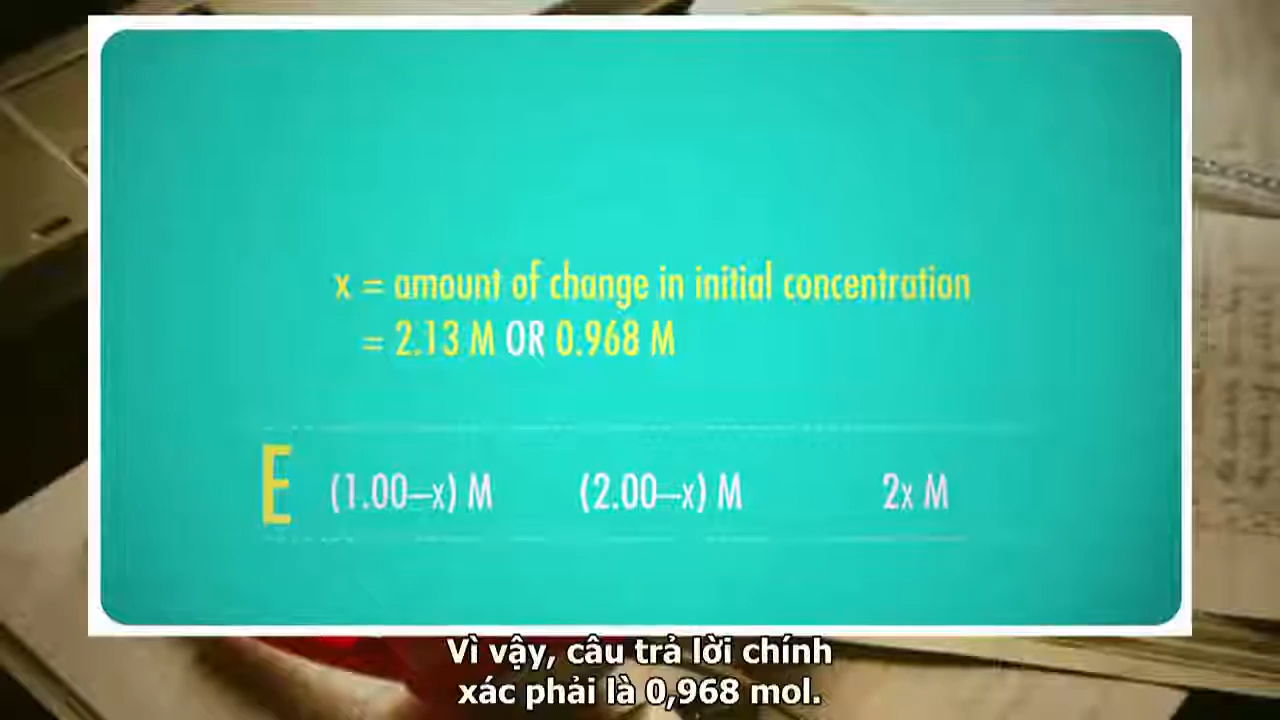 x = amount of change in initial concentration
= 2.13 M OR 0.968 M
E (1.00–x) M (2.00–x) M 2x M
Vì vậy, câu trả lời chính
xác phải là 0,968 mol.